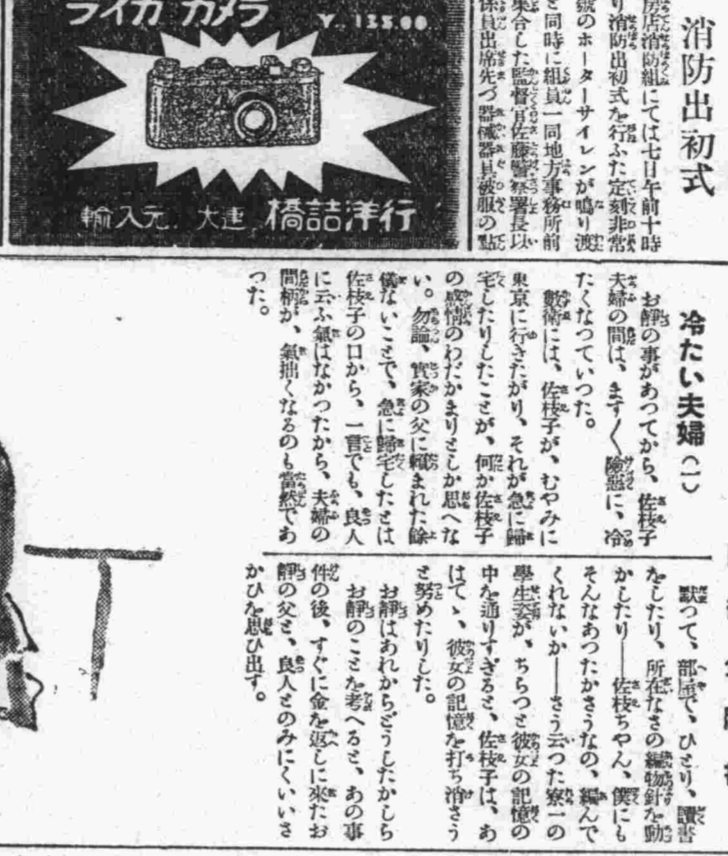 消防出初式
房店消防組にては七日午前十時
り消防出初式を行ふた定刻非常
號のホーターサイレンが鳴り渡
と同時に組員一同地方事務所前
集合した監督官佐藤警察署長以
係員出席先づ器械器具被服の點
ライカ カメラ
¥.135.00
輸入元 大連 橋詰洋行
冷たい夫婦(一)
お靜の事があつてから、佐枝子
夫婦の間は、ます〱險惡に、冷
たくなつていつた。
數衛には、佐枝子が、むやみに
東京に行きたがり、それが急に歸
宅したりしたことが、何か佐枝子
の感情のわだかまりとしか思へな
い。勿論、實家の父に頼まれた餘
儀ないことで、急に歸宅したとは
佐枝子の口から、一言でも、良人
に云ふ氣はなかつたから、夫婦の
間柄が、氣拙くなるのも當然であ
つた。
默つて、部屋で、ひとり、讀書
をしたり、所在なさの編物針を動
かしたり――佐枝ちやん、僕にも
そんなあつたかさうなの、編んで
くれないか――さう云つた寮一の
學生姿が、ちらつと彼女の記憶の
中を通りすぎると、佐枝子は、あ
はてゝ、彼女の記憶を打ち消さう
と努めたりした。
お靜はあれからどうしたかしら
お靜のことを考へると、あの事
件の後、すぐに金を返しに來たお
靜の父と、良人とのみにくいいさ
かひを思ひ出す。